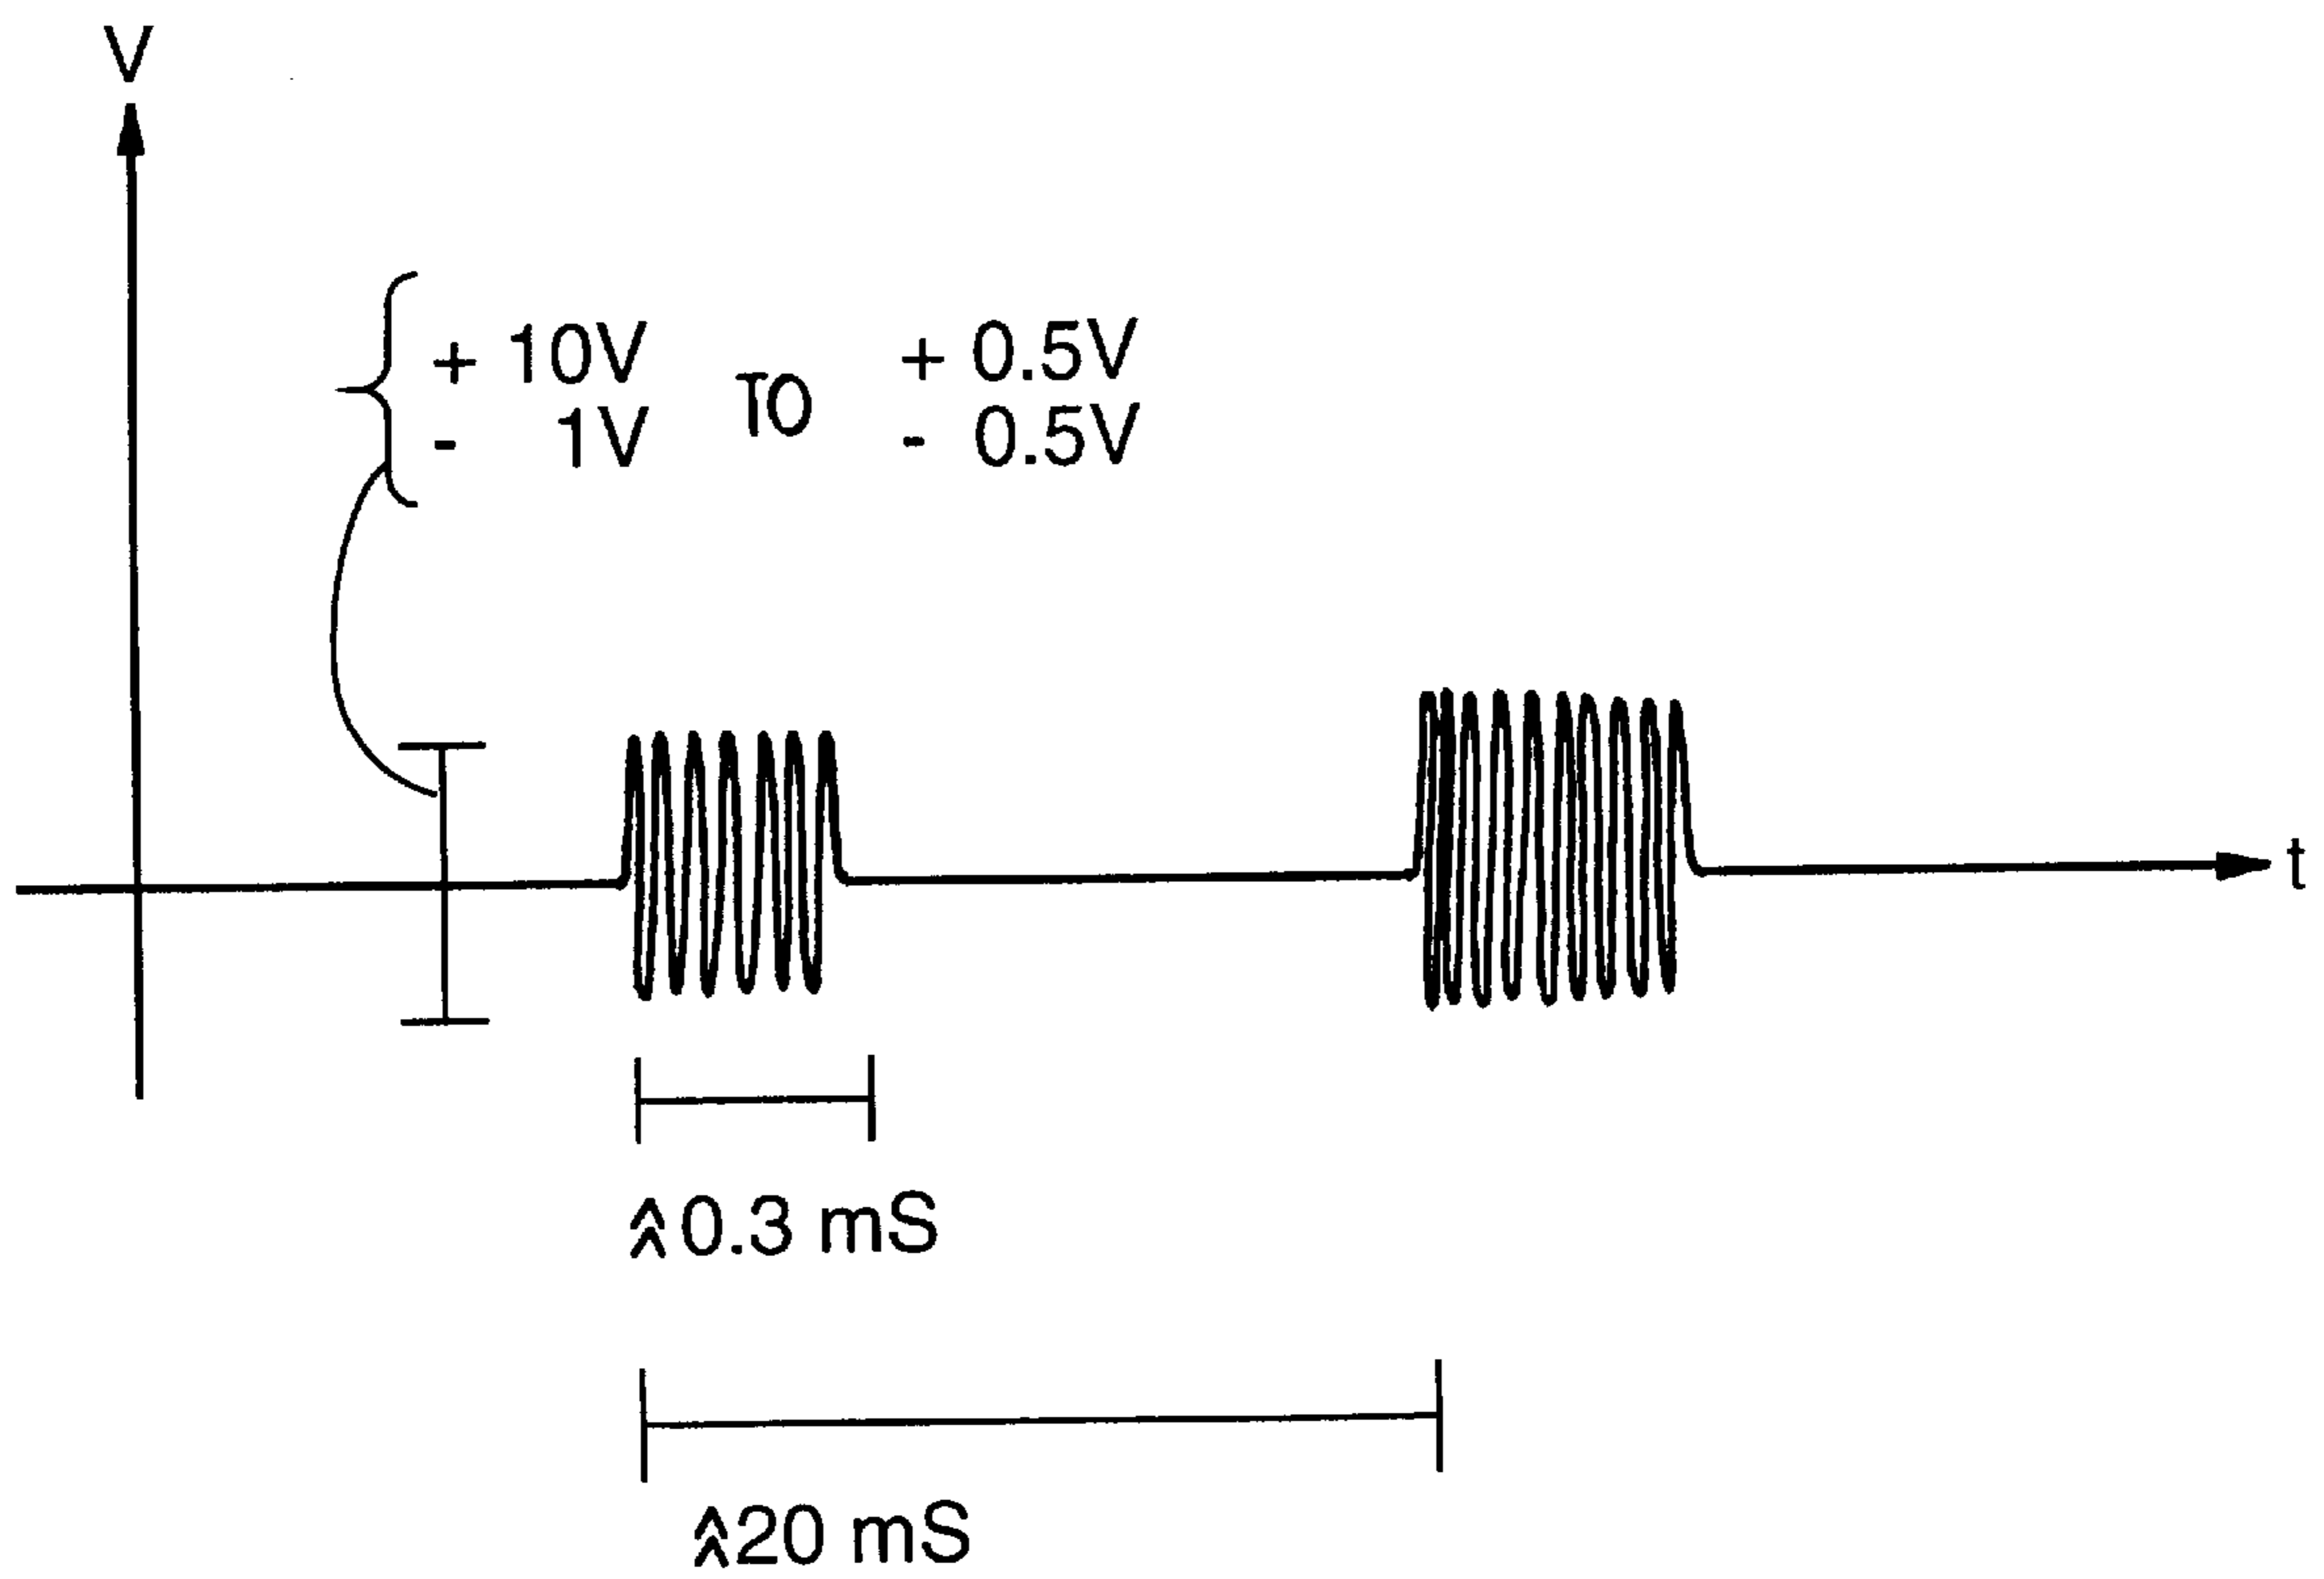 V
+ 10V TO + 0.5V
- 1V - 0.5V
t
≈0.3 mS
≈20 mS